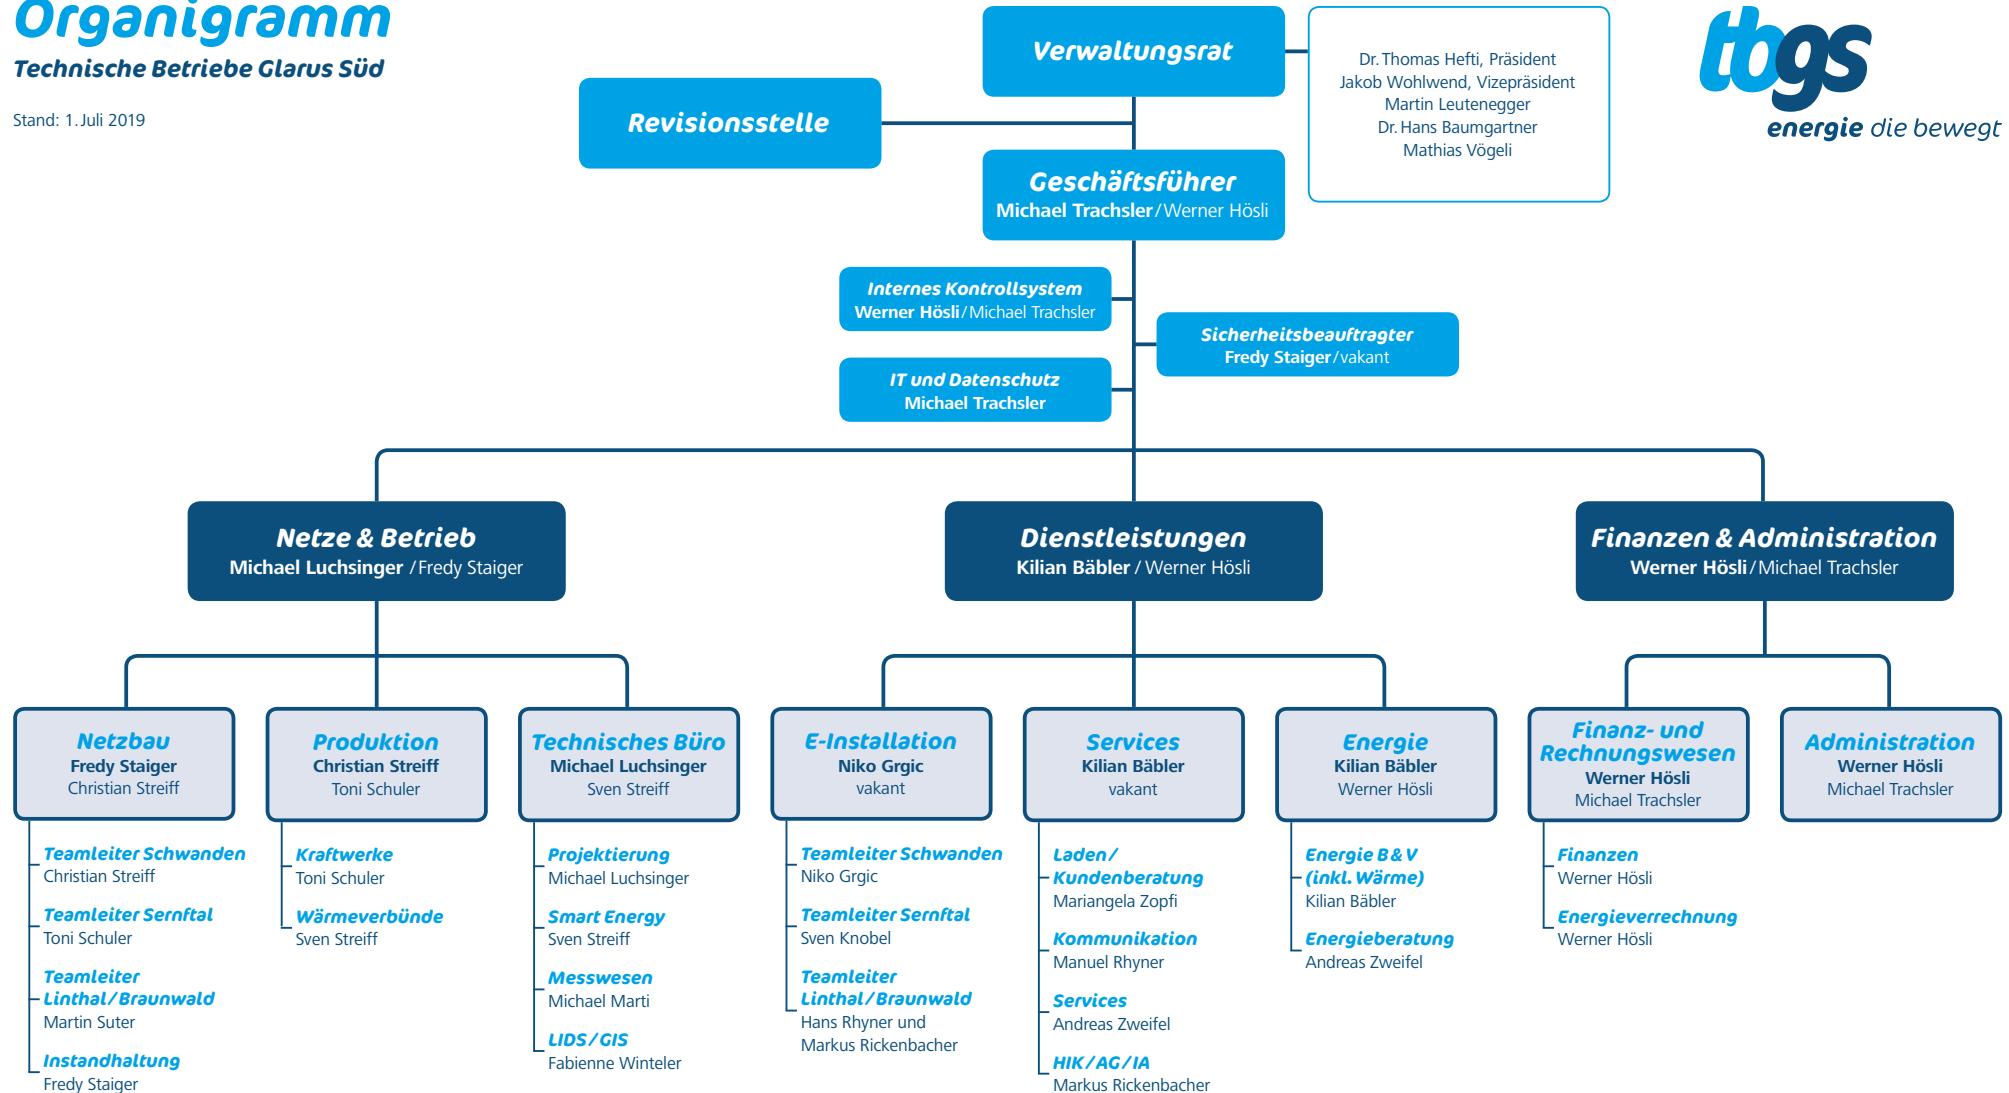 Organigramm
Technische Betriebe Glarus Süd
Stand: 1. Juli 2019
Verwaltungsrat
Dr. Thomas Hefti, Präsident
Jakob Wohlwend, Vizepräsident
Martin Leutenegger
Dr. Hans Baumgartner
Mathias Vögeli
tbgs
energie die bewegt
Revisionsstelle
Geschäftsführer
Michael Trachsler / Werner Hösli
Internes Kontrollsystem
Werner Hösli / Michael Trachsler
Sicherheitsbeauftragter
Fredy Staiger / vakant
IT und Datenschutz
Michael Trachsler
Netze & Betrieb
Michael Luchsinger / Fredy Staiger
Dienstleistungen
Kilian Bäbler / Werner Hösli
Finanzen & Administration
Werner Hösli / Michael Trachsler
Netzbau
Fredy Staiger
Christian Streiff
Teamleiter Schwanden
Christian Streiff
Teamleiter Sernftal
Toni Schuler
Teamleiter
Linthal / Braunwald
Martin Suter
Instandhaltung
Fredy Staiger
Produktion
Christian Streiff
Toni Schuler
Kraftwerke
Toni Schuler
Wärmeverbünde
Sven Streiff
Technisches Büro
Michael Luchsinger
Sven Streiff
Projektierung
Michael Luchsinger
Smart Energy
Sven Streiff
Messwesen
Michael Marti
LIDS / GIS
Fabienne Winteler
E-Installation
Niko Grgic
vakant
Teamleiter Schwanden
Niko Grgic
Teamleiter Sernftal
Sven Knobel
Teamleiter
Linthal / Braunwald
Hans Rhyner und
Markus Rickenbacher
Services
Kilian Bäbler
vakant
Laden /
Kundenberatung
Mariangela Zopfi
Kommunikation
Manuel Rhyner
Services
Andreas Zweifel
HIK / AG / IA
Markus Rickenbacher
Energie
Kilian Bäbler
Werner Hösli
Energie B & V
(inkl. Wärme)
Kilian Bäbler
Energieberatung
Andreas Zweifel
Finanz- und
Rechnungswesen
Werner Hösli
Michael Trachsler
Finanzen
Werner Hösli
Energieverrechnung
Werner Hösli
Administration
Werner Hösli
Michael Trachsler